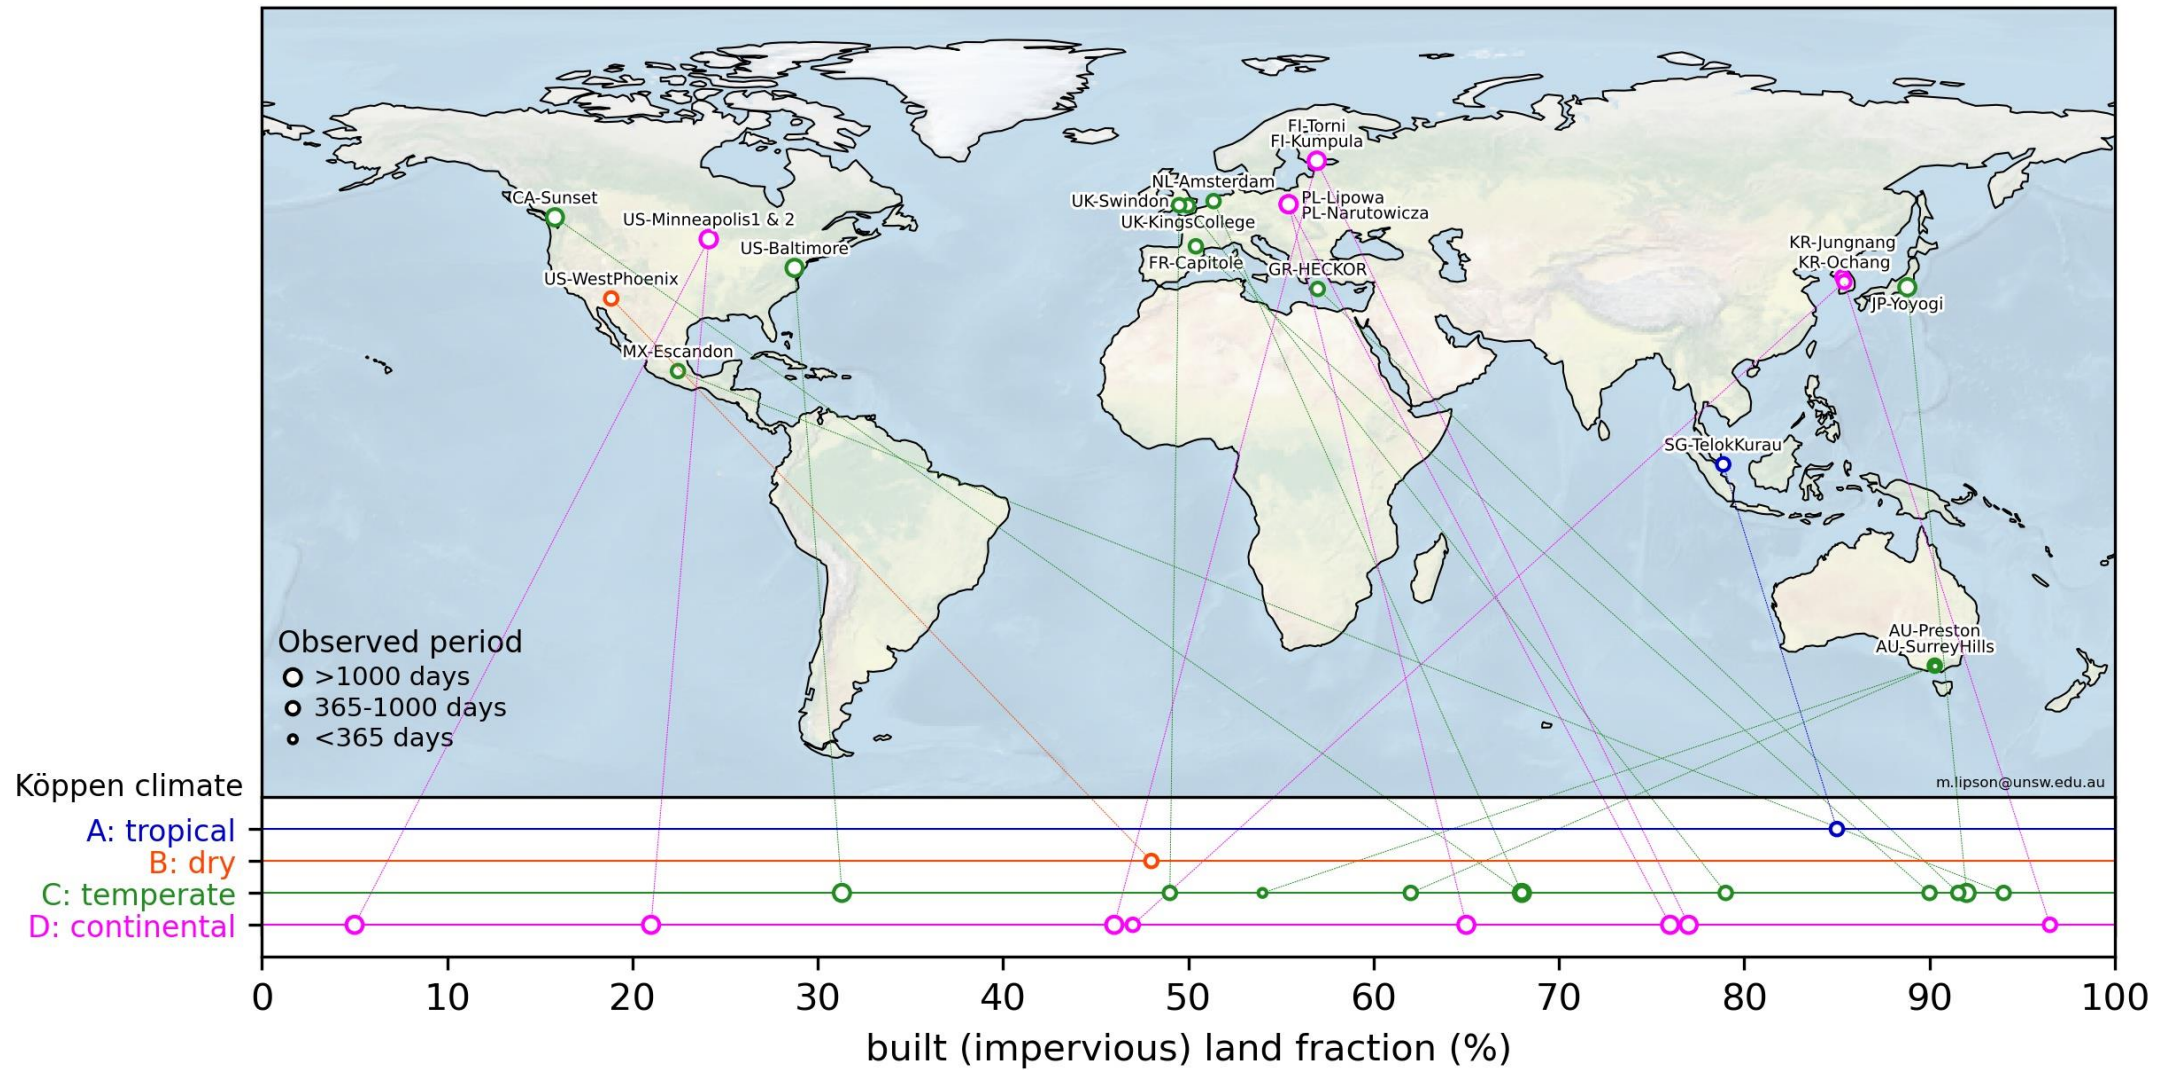 FI-Torni
FI-Kumpula
NL-Amsterdam
CA-Sunset
UK-Swindon
PL-Lipowa
PL-Narutowicza
US-Minneapolis1 & 2
UK-KingsCollege
US-Baltimore
KR-Jungnang
KR-Ochang
FR-Capitole
GR-HECKOR
US-WestPhoenix
JP-Yoyogi
MX-Escandon
SG-TelokKurau
AU-Preston
AU-SurreyHills
Observed period
>1000 days
365-1000 days
<365 days
m.lipson@unsw.edu.au
Köppen climate
A: tropical
B: dry
C: temperate
D: continental
0 10 20 30 40 50 60 70 80 90 100
built (impervious) land fraction (%)